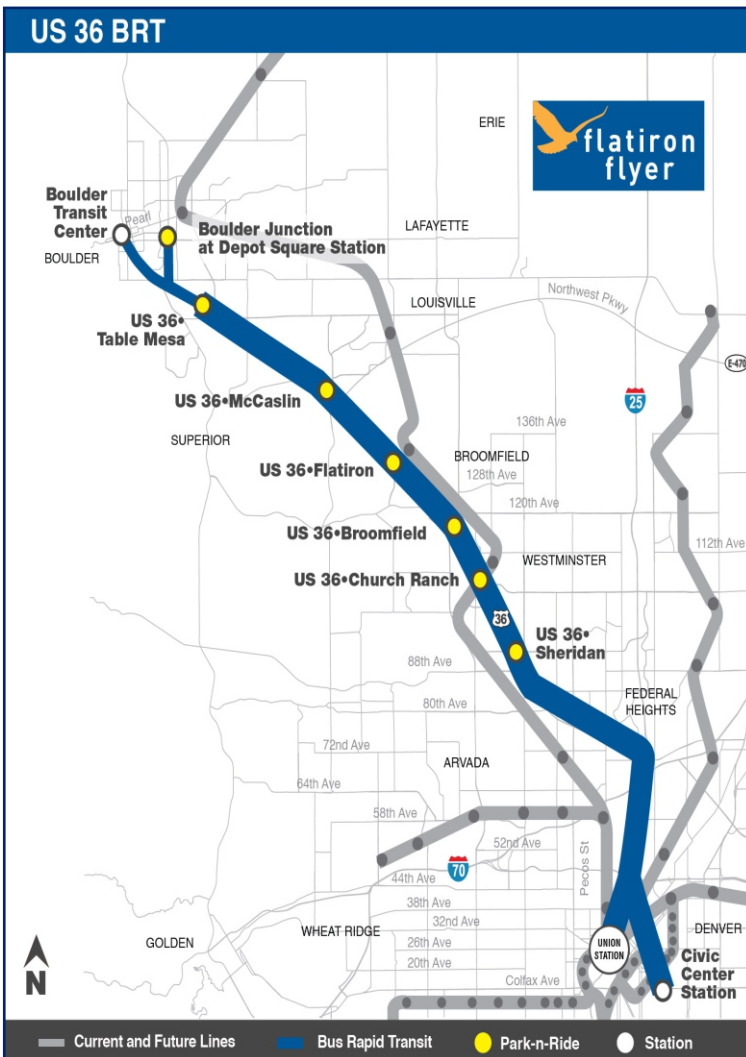 US 36 BRT
flatiron
flyer
ERIE
Boulder
Transit
Center
Pearl
BOULDER
Boulder Junction
at Depot Square Station
LAFAYETTE
LOUISVILLE
Northwest Pkwy
US 36•
Table Mesa
E-470
25
US 36•McCaslin
136th Ave
SUPERIOR
BROOMFIELD
US 36•Flatiron
128th Ave
120th Ave
US 36•Broomfield
112th Ave
WESTMINSTER
US 36•Church Ranch
36
US 36•
Sheridan
88th Ave
FEDERAL
HEIGHTS
80th Ave
72nd Ave
ARVADA
64th Ave
58th Ave
52nd Ave
Pecos St
70
44th Ave
38th Ave
WHEAT RIDGE
32nd Ave
DENVER
GOLDEN
26th Ave
UNION
STATION
20th Ave
Civic
Center
Station
Colfax Ave
N
Current and Future Lines
Bus Rapid Transit
Park-n-Ride
Station